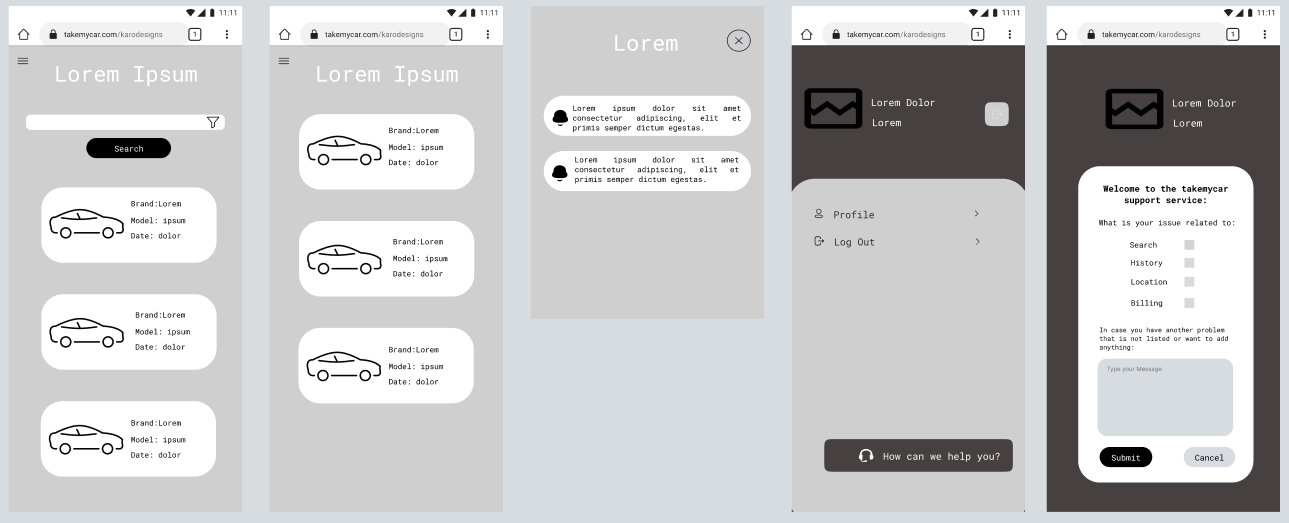 11:11
takemycar.com/karodesigns
1
Lorem Ipsum
Search
Brand:Lorem
Model: ipsum
Date: dolor
Brand:Lorem
Model: ipsum
Date: dolor
Brand:Lorem
Model: ipsum
Date: dolor
11:11
takemycar.com/karodesigns
1
Lorem Ipsum
Brand:Lorem
Model: ipsum
Date: dolor
Brand:Lorem
Model: ipsum
Date: dolor
Brand:Lorem
Model: ipsum
Date: dolor
Lorem
Lorem ipsum dolor sit amet
consectetur adipiscing, elit et
primis semper dictum egestas.
Lorem ipsum dolor sit amet
consectetur adipiscing, elit et
primis semper dictum egestas.
11:11
takemycar.com/karodesigns
1
Lorem Dolor
Lorem
Profile
Log Out
How can we help you?
11:11
takemycar.com/karodesigns
1
Lorem Dolor
Lorem
Welcome to the takemycar
support service:
What is your issue related to:
Search
History
Location
Billing
In case you have another problem
that is not listed or want to add
anything:
Type your Message
Submit
Cancel